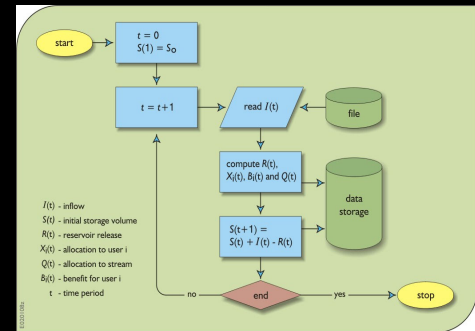 start
t = 0
S(1) = So
t = t+1
read I(t)
file
compute R(t),
Xi(t), Bi(t) and Q(t)
data
storage
S(t+1) =
S(t) + I(t) - R(t)
end
no
yes
stop
I(t) - inflow
S(t) - initial storage volume
R(t) - reservoir release
Xi(t) - allocation to user i
Q(t) - allocation to stream
Bi(t) - benefit for user i
t - time period